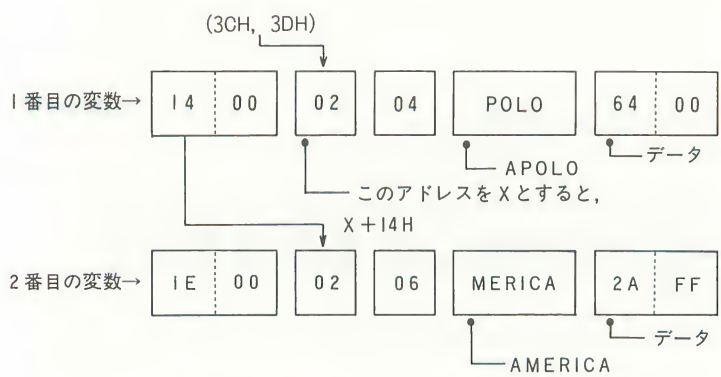 (3CH, 3DH)
1番目の変数→ 14 00 02 04 POLO 64 00
データ
APOLO
このアドレスをXとすると,
X+14H
2番目の変数→ 1E 00 02 06 MERICA 2A FF
データ
AMERICA